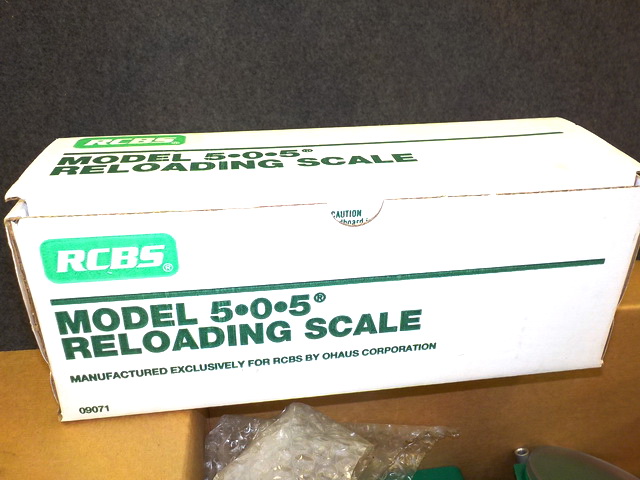 RCBS
MODEL 5•0•5®
RELOADING SCALE
CAUTION
RCBS®
MODEL 5•0•5®
RELOADING SCALE
MANUFACTURED EXCLUSIVELY FOR RCBS BY OHAUS CORPORATION
09071